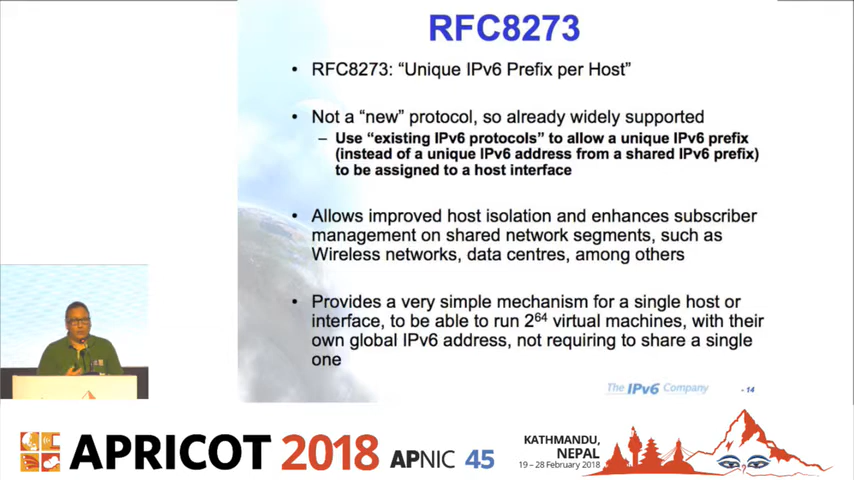 RFC8273
• RFC8273: “Unique IPv6 Prefix per Host”
• Not a “new” protocol, so already widely supported
– Use “existing IPv6 protocols” to allow a unique IPv6 prefix
(instead of a unique IPv6 address from a shared IPv6 prefix)
to be assigned to a host interface
• Allows improved host isolation and enhances subscriber
management on shared network segments, such as
Wireless networks, data centres, among others
• Provides a very simple mechanism for a single host or
interface, to be able to run 2⁶⁴ virtual machines, with their
own global IPv6 address, not requiring to share a single
one
The IPv6 Company
- 14
APRICOT 2018
APNIC 45
KATHMANDU,
NEPAL
19 – 28 February 2018